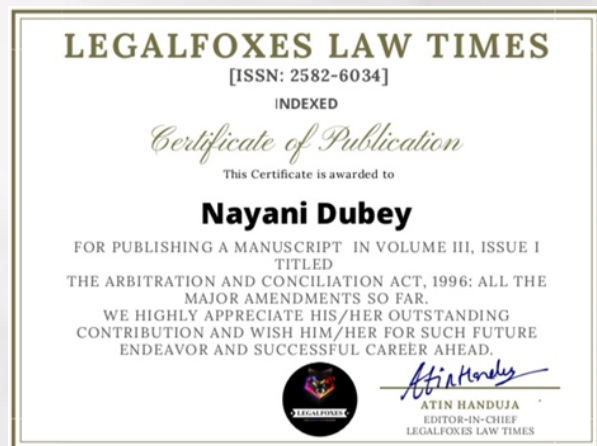 LEGALFOXES LAW TIMES
[ISSN: 2582-6034]
INDEXED
Certificate of Publication
This Certificate is awarded to
Nayani Dubey
FOR PUBLISHING A MANUSCRIPT IN VOLUME III, ISSUE I
TITLED
THE ARBITRATION AND CONCILIATION ACT, 1996: ALL THE
MAJOR AMENDMENTS SO FAR.
WE HIGHLY APPRECIATE HIS/HER OUTSTANDING
CONTRIBUTION AND WISH HIM/HER FOR SUCH FUTURE
ENDEAVOR AND SUCCESSFUL CAREER AHEAD.
Atin Handuja
LEGALFOXES
ATIN HANDUJA
EDITOR-IN-CHIEF
LEGALFOXES LAW TIMES